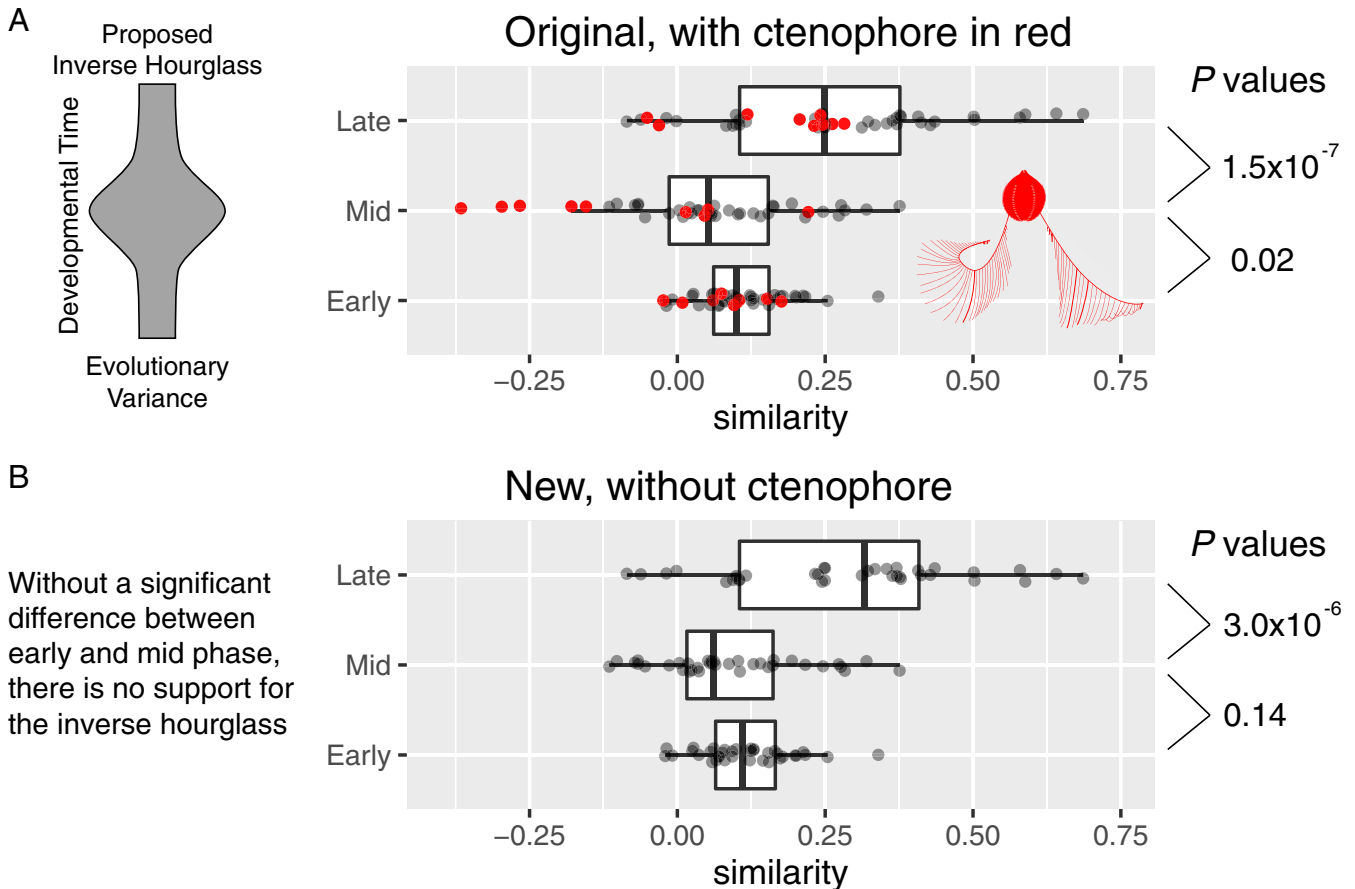 A
Proposed
Inverse Hourglass
Developmental Time
Evolutionary
Variance
Original, with ctenophore in red
Late
Mid
Early
−0.25 0.00 0.25 0.50 0.75
similarity
P values
1.5x10⁻⁷
0.02
B
Without a significant
difference between
early and mid phase,
there is no support for
the inverse hourglass
New, without ctenophore
Late
Mid
Early
−0.25 0.00 0.25 0.50 0.75
similarity
P values
3.0x10⁻⁶
0.14